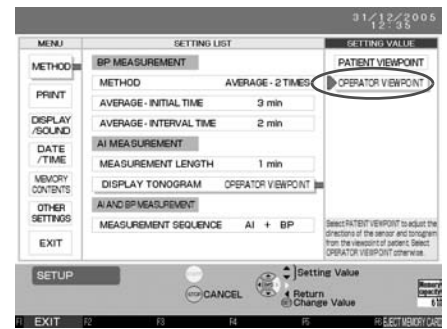 31/12/2005
12:35
MENU
SETTING LIST
SETTING VALUE
METHOD
PRINT
DISPLAY
/SOUND
DATE
/TIME
MEMORY
CONTENTS
OTHER
SETTINGS
EXIT
BP MEASUREMENT
METHOD AVERAGE - 2 TIMES
AVERAGE - INITIAL TIME 3 min
AVERAGE - INTERVAL TIME 2 min
AI MEASUREMENT
MEASUREMENT LENGTH 1 min
DISPLAY TONOGRAM OPERATOR VIEWPOINT
AI AND BP MEASUREMENT
MEASUREMENT SEQUENCE AI + BP
PATIENT VIEWPOINT
OPERATOR VIEWPOINT
Select PATIENT VIEWPOINT to adjust the
directions of the sensor and tonogram
from the viewpoint of patient. Select
OPERATOR VIEWPOINT otherwise.
SETUP
CANCEL
Setting Value
Return
Change Value
Memory
capacity
F1 EXIT F2 F3 F4 F5 F6 EJECT MEMORY CARD